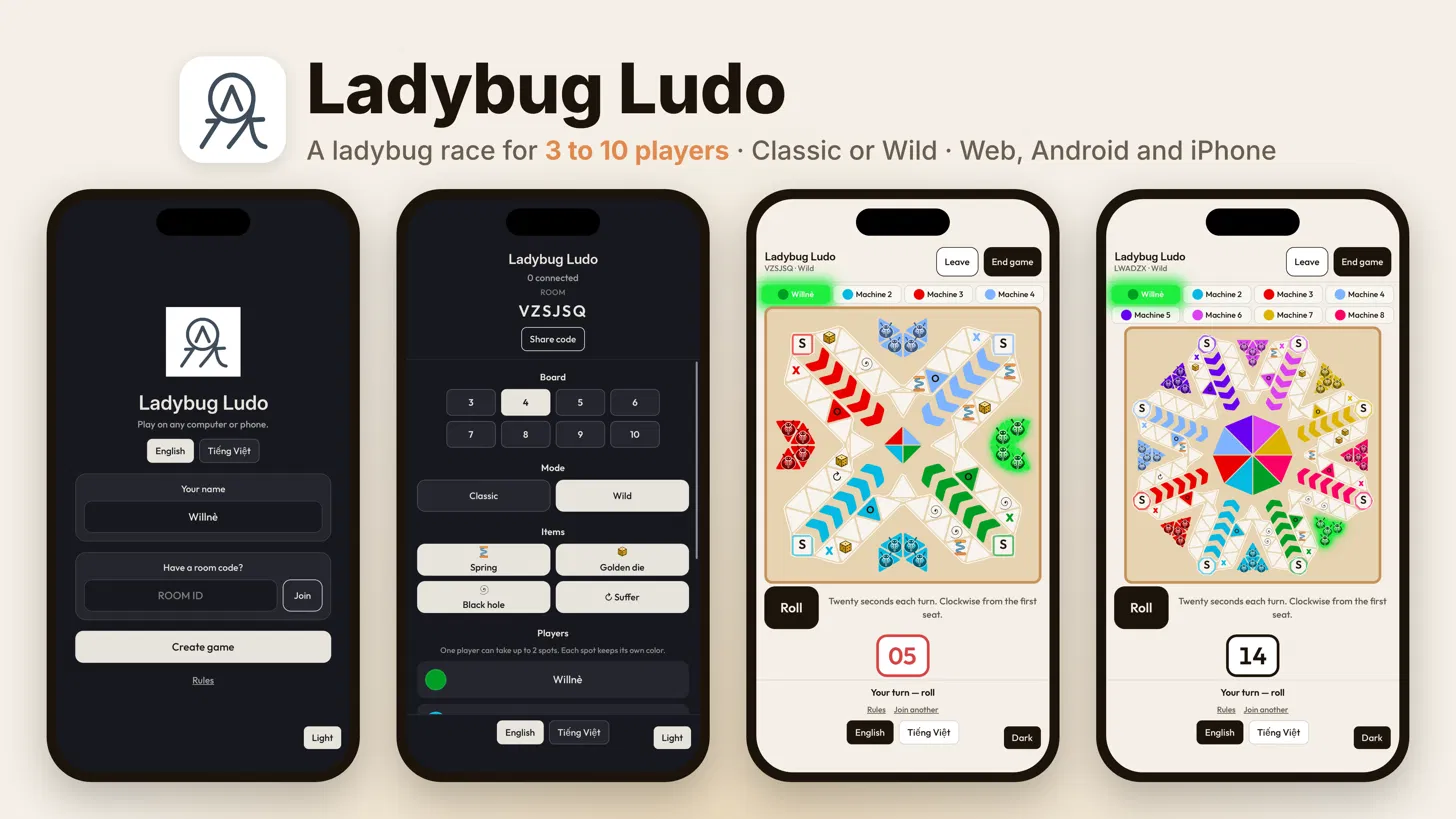 Ladybug Ludo
A ladybug race for 3 to 10 players · Classic or Wild · Web, Android and iPhone
Ladybug Ludo
Play on any computer or phone.
English
Tiếng Việt
Your name
Willnè
Have a room code?
ROOM ID
Join
Create game
Rules
Light
Ladybug Ludo
0 connected
ROOM
VZSJSQ
Share code
Board
3
4
5
6
7
8
9
10
Mode
Classic
Wild
Items
Spring
Golden die
Black hole
↻ Suffer
Players
One player can take up to 2 spots. Each spot keeps its own color.
Willnè
English
Tiếng Việt
Light
Ladybug Ludo
VZSJSQ · Wild
Leave
End game
Willnè
Machine 2
Machine 3
Machine 4
S
X
S
X
O
O
O
O
X
X
S
S
Roll
Twenty seconds each turn. Clockwise from the first
seat.
05
Your turn — roll
Rules
Join another
English
Tiếng Việt
Dark
Ladybug Ludo
LWADZX · Wild
Leave
End game
Willnè
Machine 2
Machine 3
Machine 4
Machine 5
Machine 6
Machine 7
Machine 8
S
S
S
S
S
S
S
S
Roll
Twenty seconds each turn. Clockwise from the first
seat.
14
Your turn — roll
Rules
Join another
English
Tiếng Việt
Dark